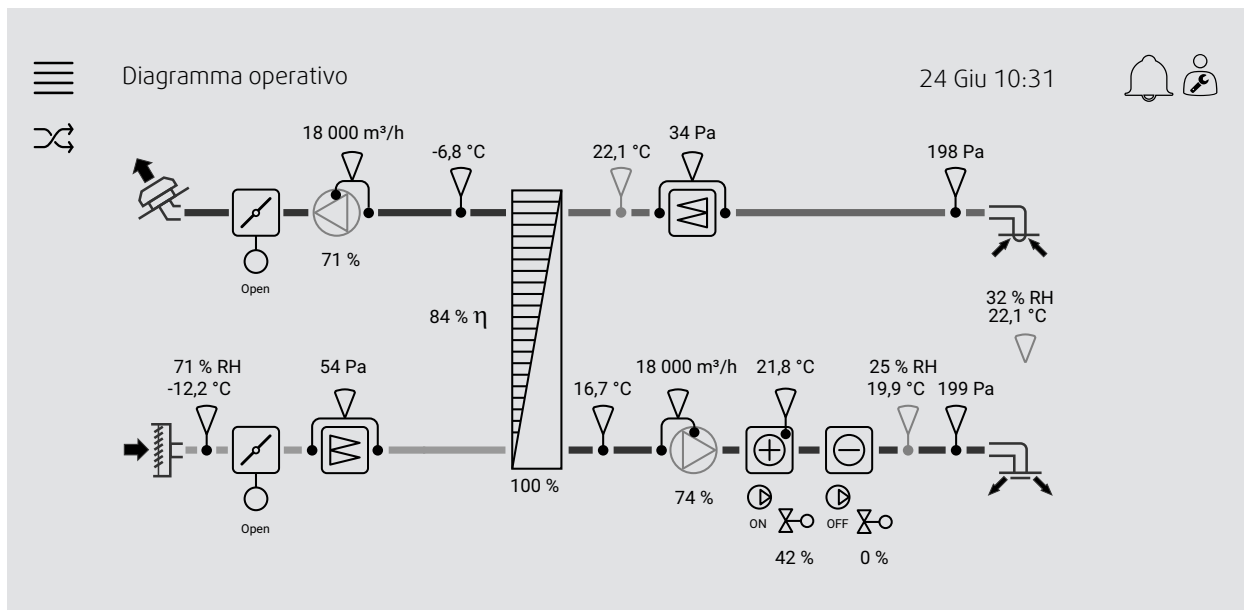 Diagramma operativo
24 Giu 10:31
18 000 m³/h
-6,8 °C
22,1 °C
34 Pa
198 Pa
71 %
Open
84 % η
32 % RH
22,1 °C
71 % RH
-12,2 °C
54 Pa
16,7 °C
18 000 m³/h
21,8 °C
25 % RH
19,9 °C
199 Pa
100 %
74 %
Open
ON
OFF
42 %
0 %